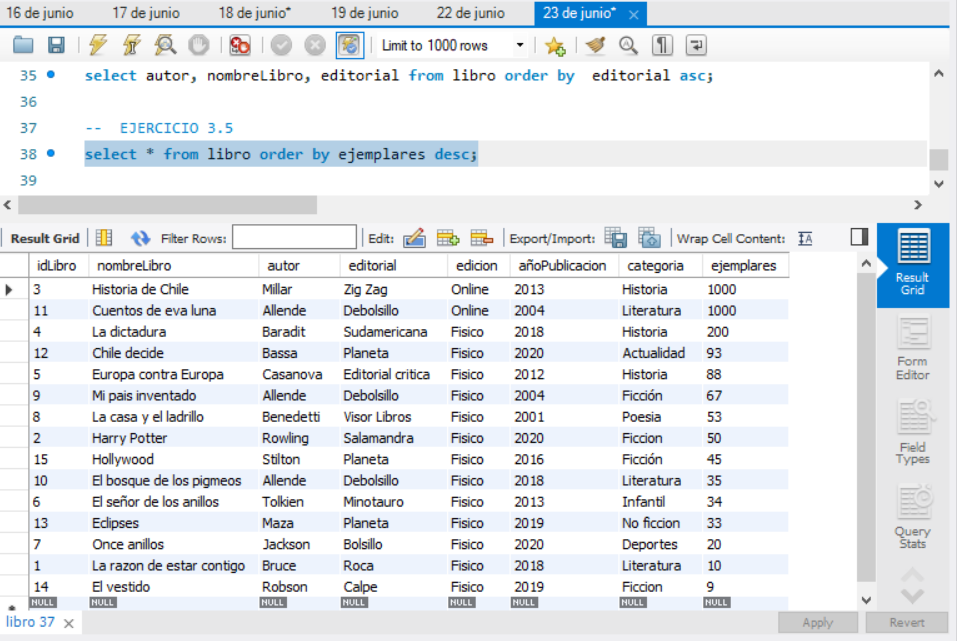 16 de junio 17 de junio 18 de junio* 19 de junio 22 de junio 23 de junio* ×
Limit to 1000 rows
35 select autor, nombreLibro, editorial from libro order by editorial asc;
36
37 -- EJERCICIO 3.5
38 select * from libro order by ejemplares desc;
39
Result Grid Filter Rows: Edit: Export/Import: Wrap Cell Content: IA
idLibro nombreLibro autor editorial edicion añoPublicacion categoria ejemplares
3 Historia de Chile Millar Zig Zag Online 2013 Historia 1000
11 Cuentos de eva luna Allende Debolsillo Online 2004 Literatura 1000
4 La dictadura Baradit Sudamericana Fisico 2018 Historia 200
12 Chile decide Bassa Planeta Fisico 2020 Actualidad 93
5 Europa contra Europa Casanova Editorial critica Fisico 2012 Historia 88
9 Mi pais inventado Allende Debolsillo Fisico 2004 Ficción 67
8 La casa y el ladrillo Benedetti Visor Libros Fisico 2001 Poesia 53
2 Harry Potter Rowling Salamandra Fisico 2020 Ficcion 50
15 Hollywood Stilton Planeta Fisico 2016 Ficción 45
10 El bosque de los pigmeos Allende Debolsillo Fisico 2018 Literatura 35
6 El señor de los anillos Tolkien Minotauro Fisico 2013 Infantil 34
13 Eclipses Maza Planeta Fisico 2019 No ficcion 33
7 Once anillos Jackson Bolsillo Fisico 2020 Deportes 20
1 La razon de estar contigo Bruce Roca Fisico 2018 Literatura 10
14 El vestido Robson Calpe Fisico 2019 Ficcion 9
NULL NULL NULL NULL NULL NULL NULL NULL
Result
Grid
Form
Editor
Field
Types
Query
Stats
libro 37 × Apply Revert